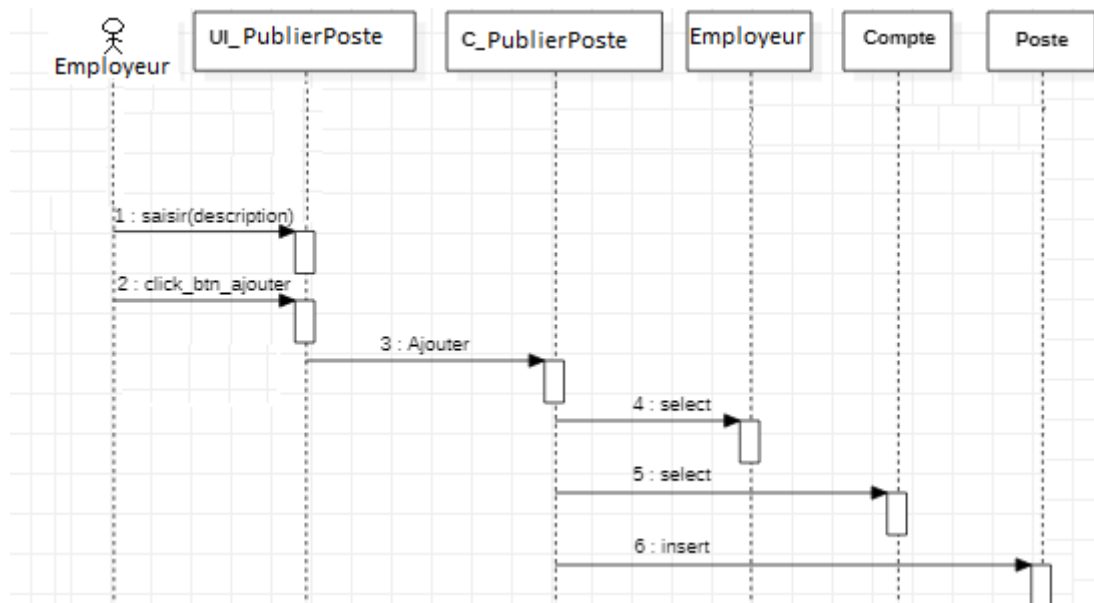 Employeur
UI_PublierPoste
C_PublierPoste
Employeur
Compte
Poste
1 : saisir(description)
2 : click_btn_ajouter
3 : Ajouter
4 : select
5 : select
6 : insert